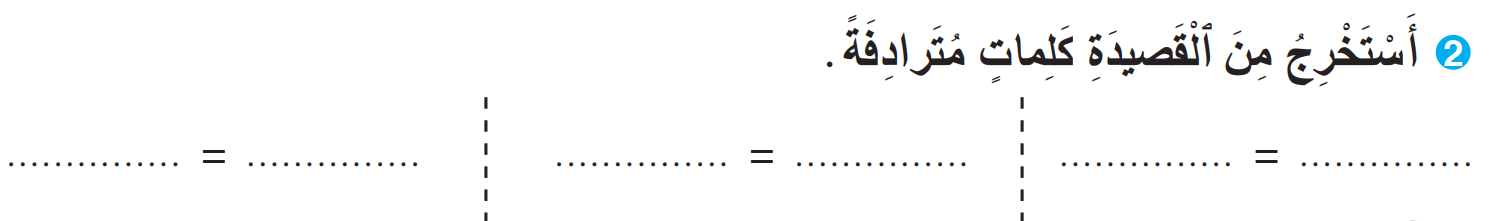 2 أَسْتَخْرِجُ مِنَ ٱلْقَصيدَةِ كَلِماتٍ مُتَرادِفَةً .
............... = ............... ............... = ............... ............... = ...............